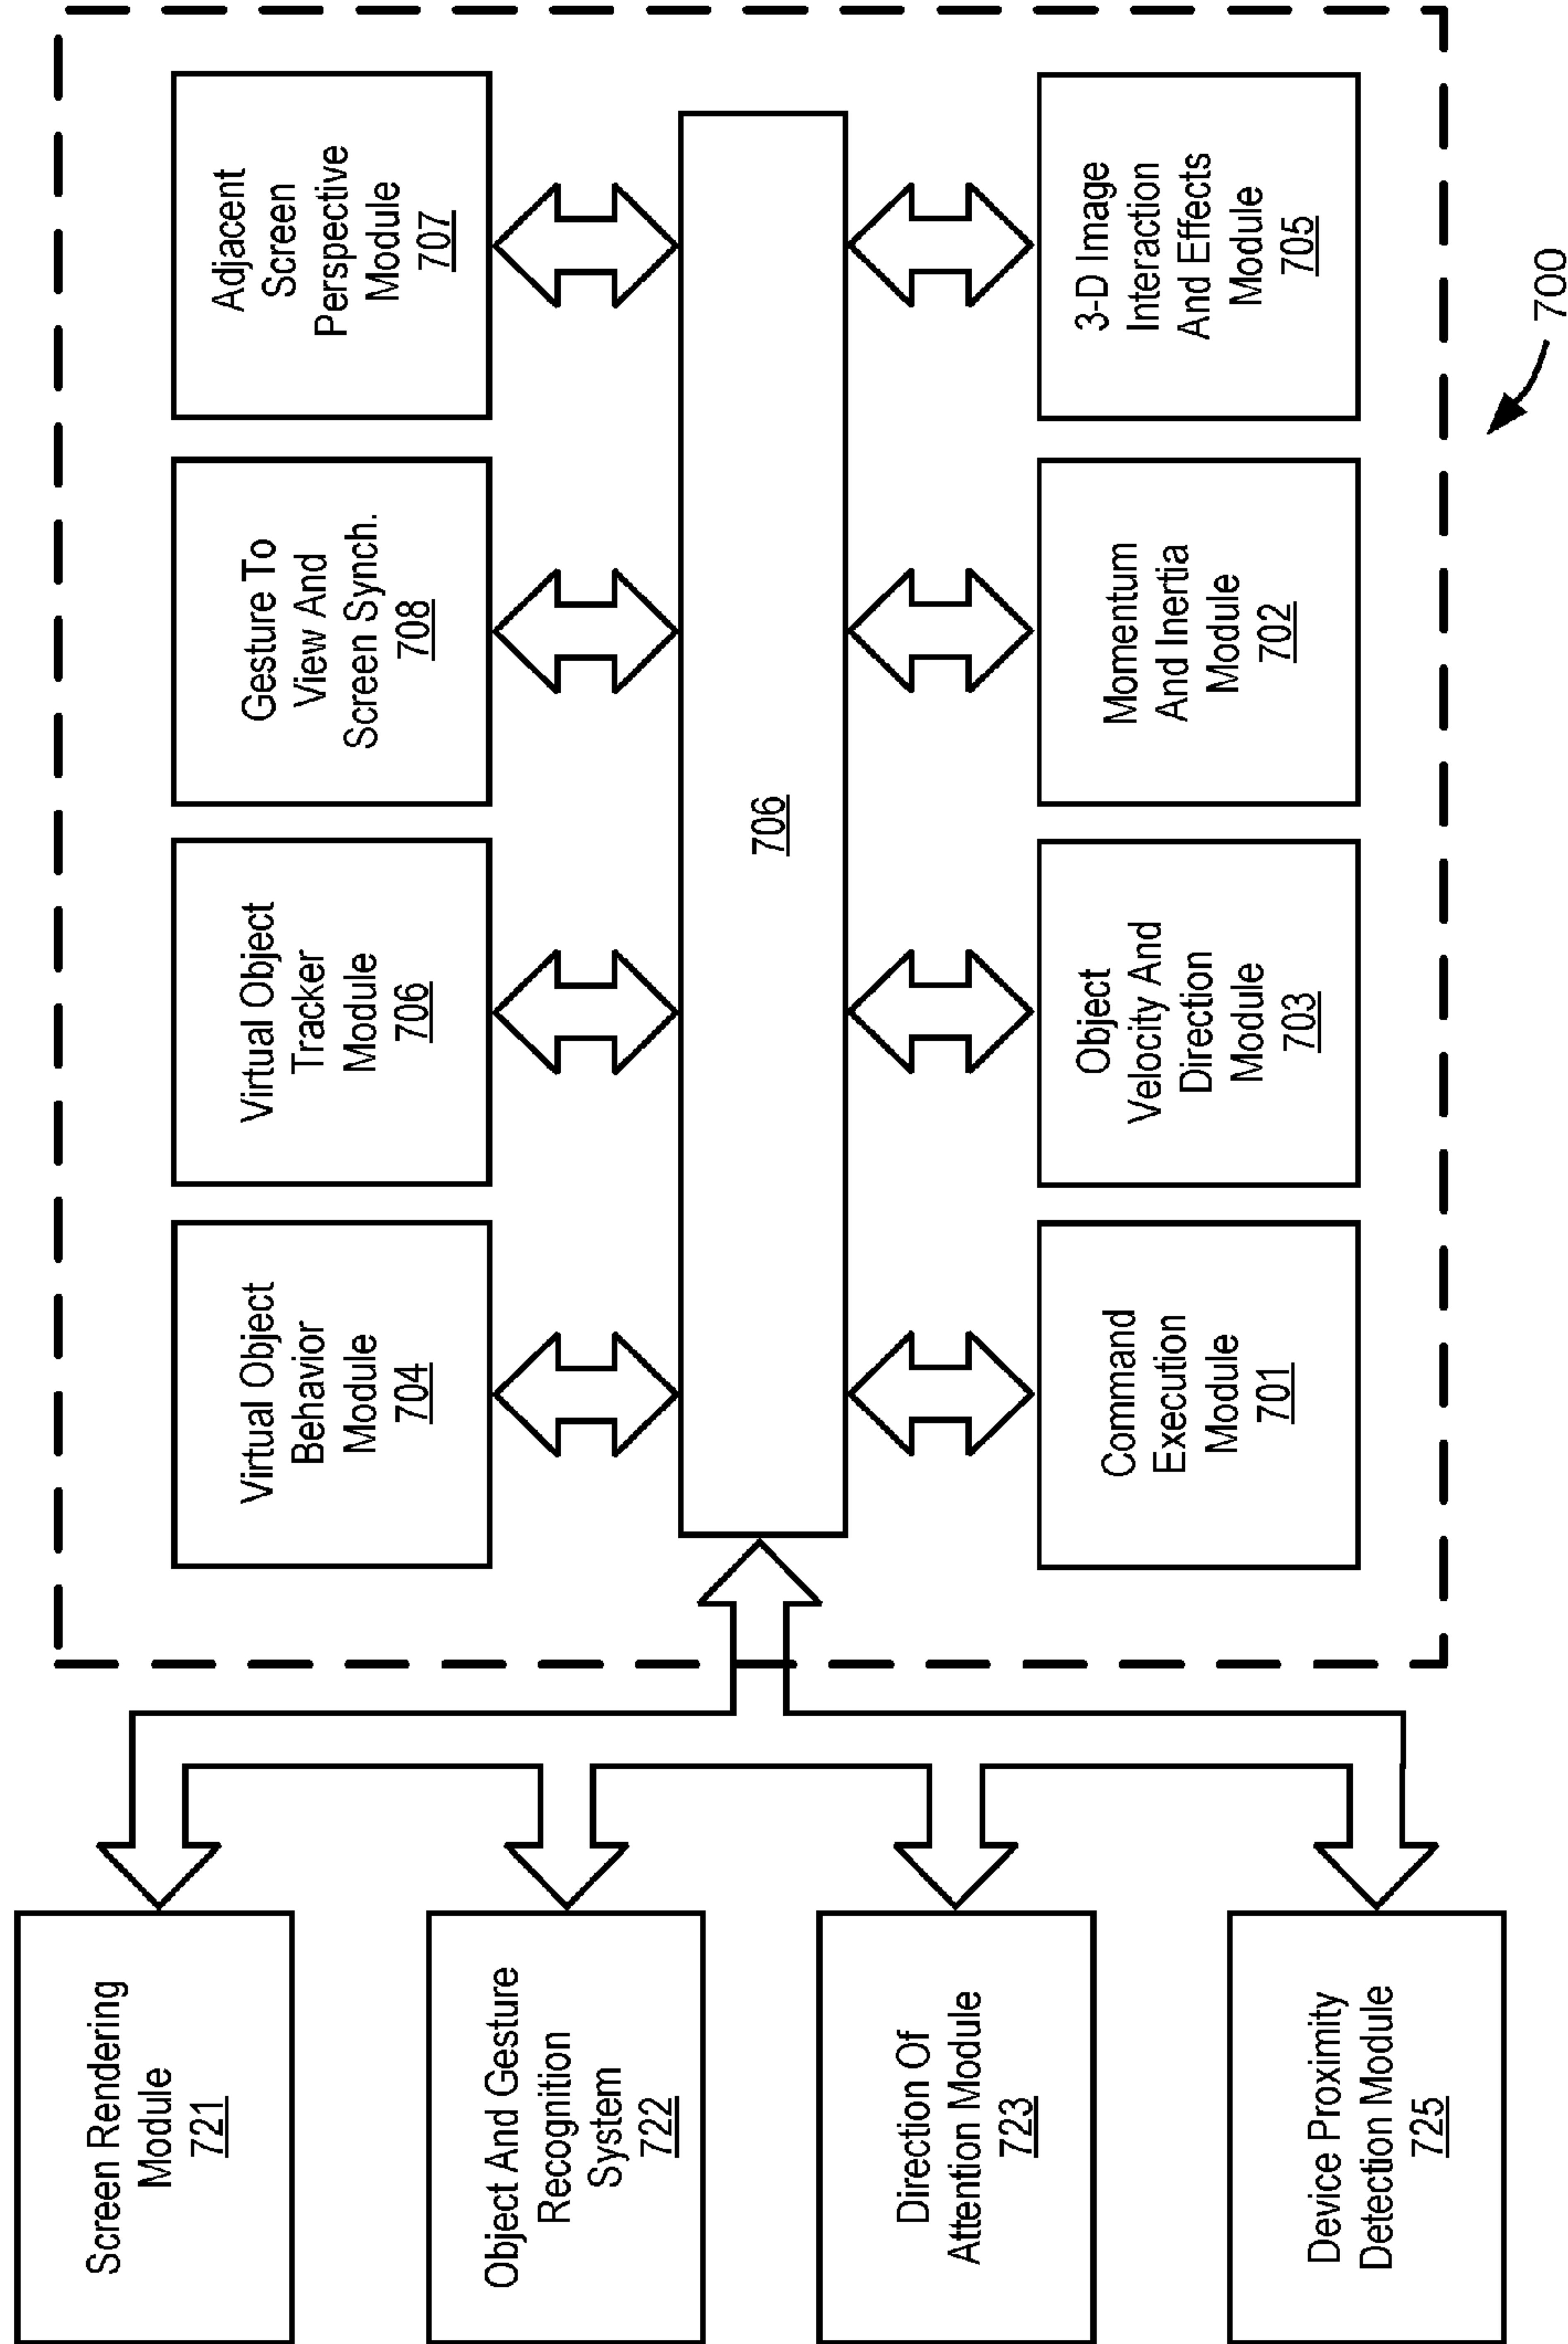 Screen Rendering
Module
721
Object And Gesture
Recognition
System
722
Direction Of
Attention Module
723
Device Proximity
Detection Module
725
Virtual Object
Behavior
Module
704
Virtual Object
Tracker
Module
706
Gesture To
View And
Screen Synch.
708
Adjacent
Screen
Perspective
Module
707
706
Command
Execution
Module
701
Object
Velocity And
Direction
Module
703
Momentum
And Inertia
Module
702
3-D Image
Interaction
And Effects
Module
705
700